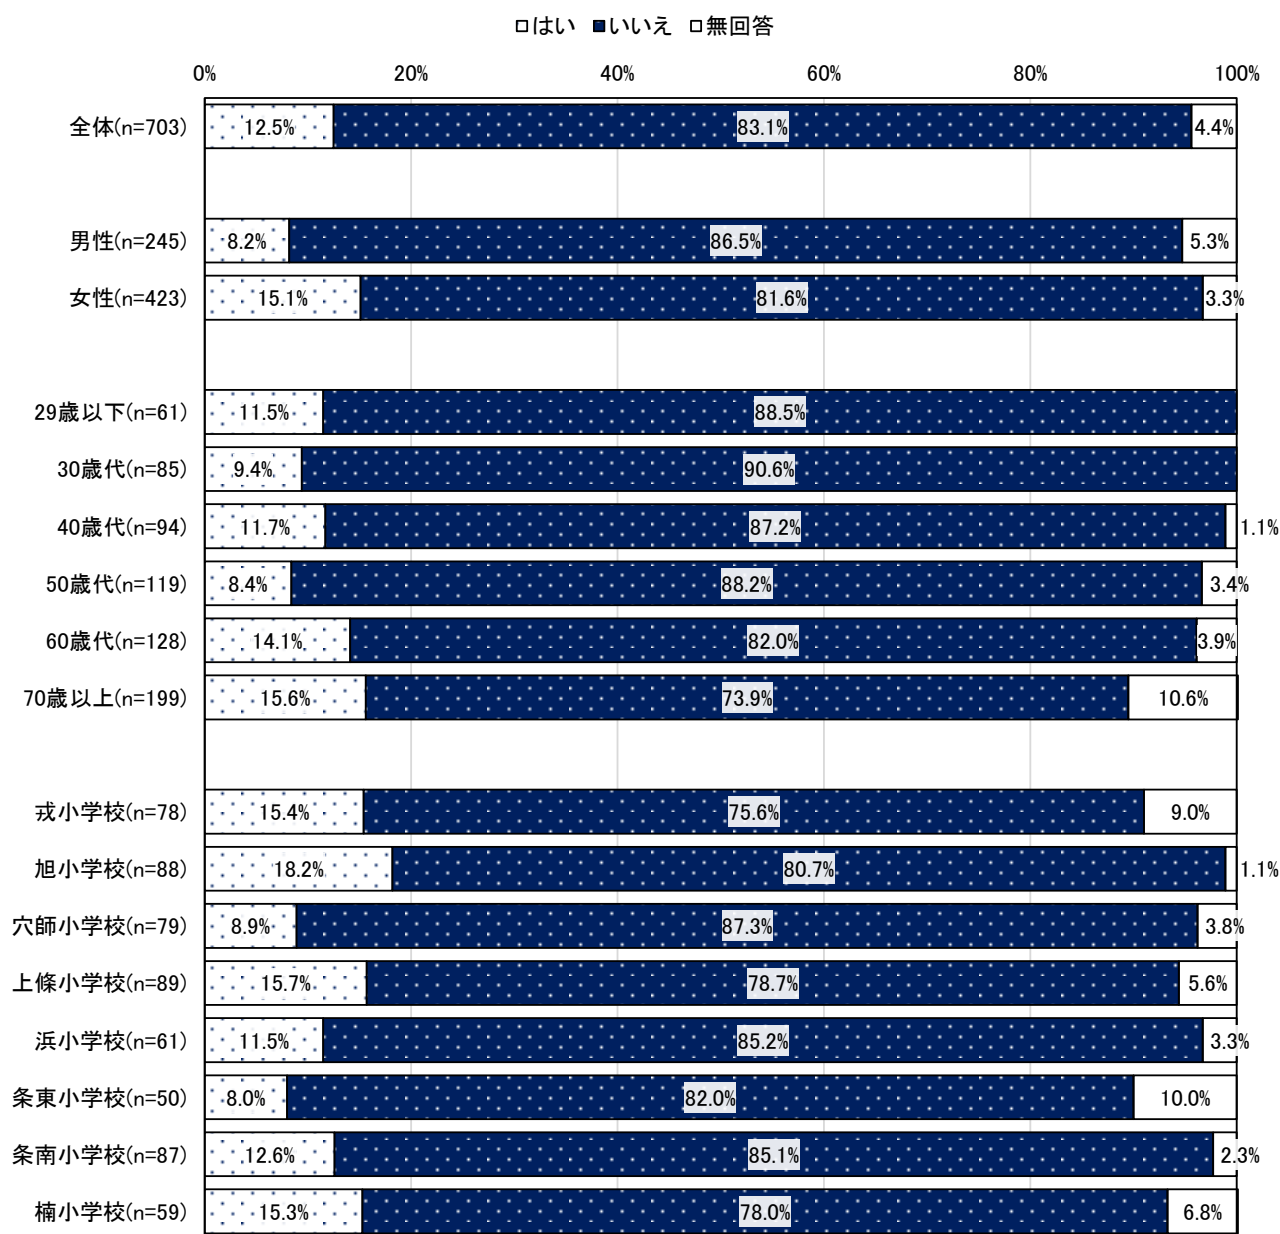 はい いいえ 無回答
0% 20% 40% 60% 80% 100%
全体(n=703) 12.5% 83.1% 4.4%
男性(n=245) 8.2% 86.5% 5.3%
女性(n=423) 15.1% 81.6% 3.3%
29歳以下(n=61) 11.5% 88.5%
30歳代(n=85) 9.4% 90.6%
40歳代(n=94) 11.7% 87.2% 1.1%
50歳代(n=119) 8.4% 88.2% 3.4%
60歳代(n=128) 14.1% 82.0% 3.9%
70歳以上(n=199) 15.6% 73.9% 10.6%
戎小学校(n=78) 15.4% 75.6% 9.0%
旭小学校(n=88) 18.2% 80.7% 1.1%
穴師小学校(n=79) 8.9% 87.3% 3.8%
上條小学校(n=89) 15.7% 78.7% 5.6%
浜小学校(n=61) 11.5% 85.2% 3.3%
条東小学校(n=50) 8.0% 82.0% 10.0%
条南小学校(n=87) 12.6% 85.1% 2.3%
楠小学校(n=59) 15.3% 78.0% 6.8%